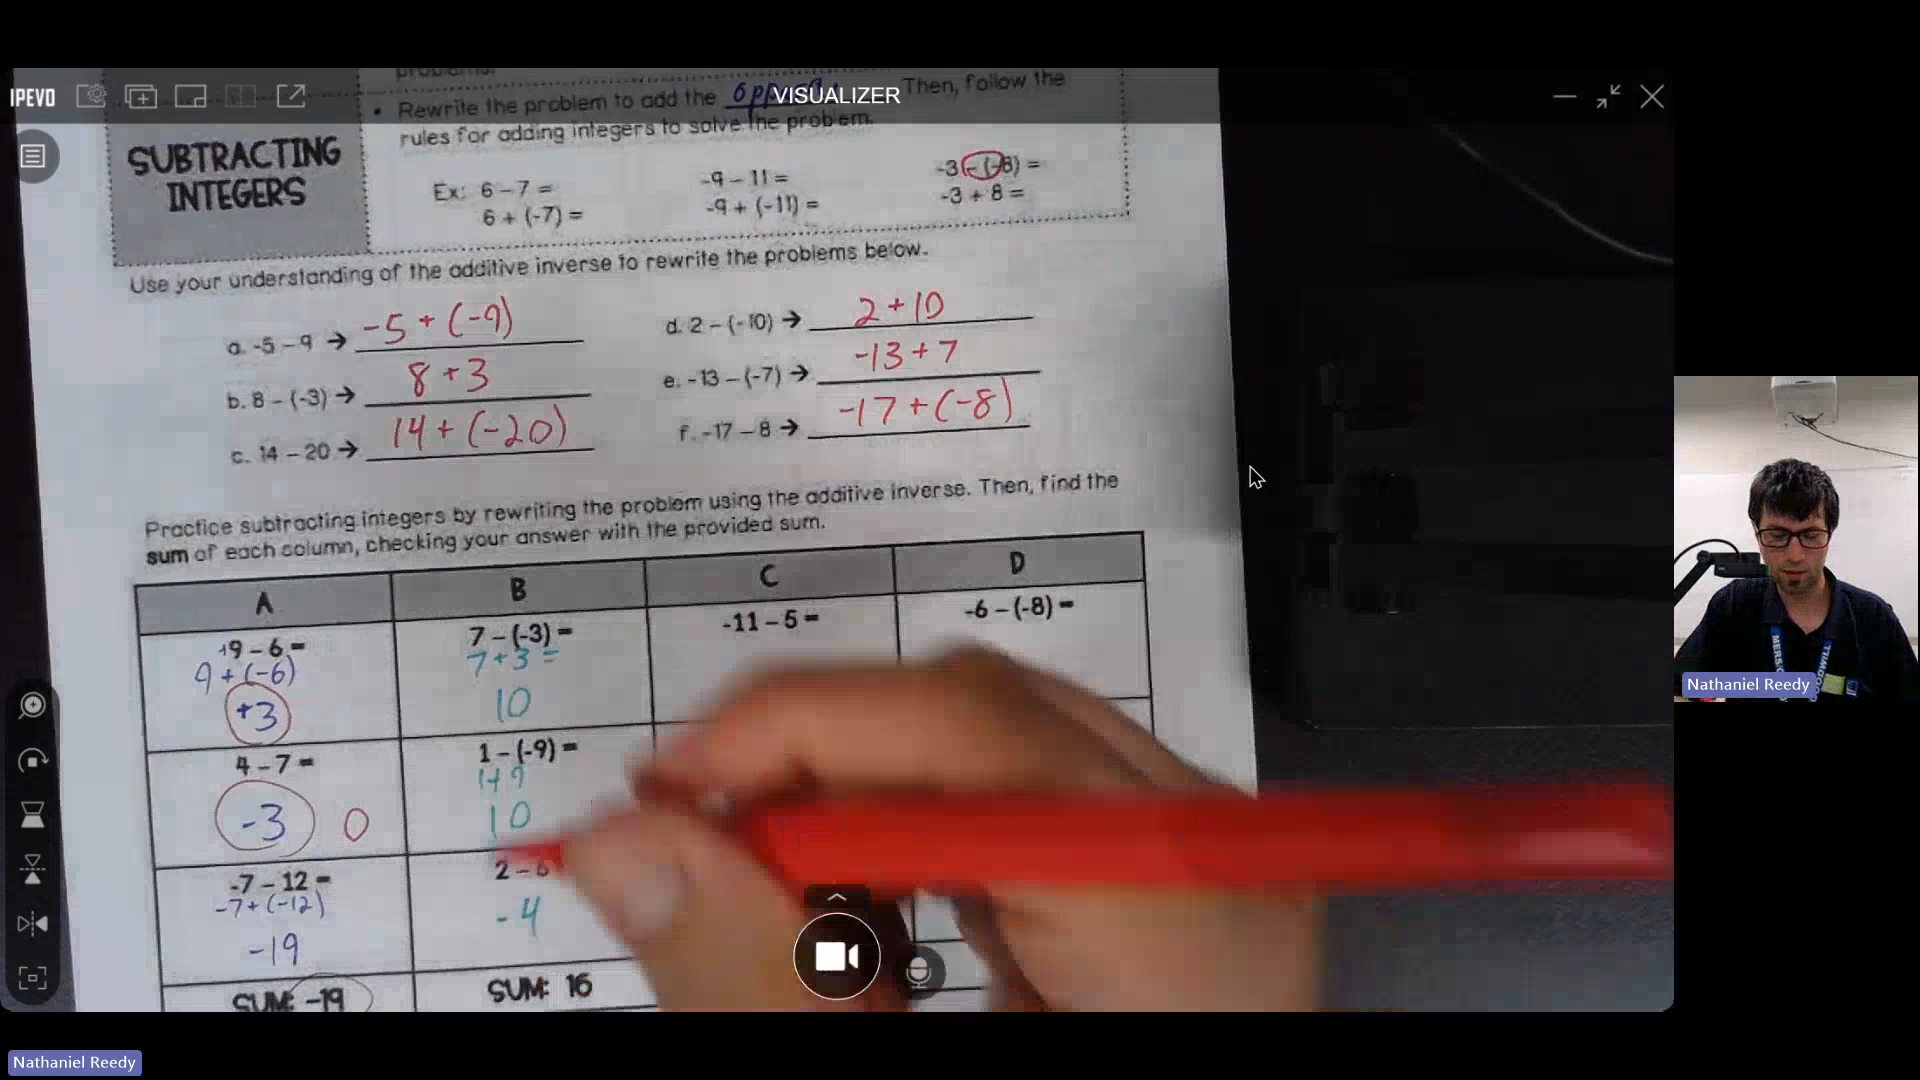 IPEVO
VISUALIZER
Rewrite the problem to add the Then, follow the
rules for adding integers to solve the problem.
SUBTRACTING
INTEGERS
Ex: 6 – 7 =
6 + (-7) =
-9 – 11 =
-9 + (-11) =
-3 – (-8) =
-3 + 8 =
Use your understanding of the additive inverse to rewrite the problems below.
a. -5 – 9 → -5 + (-9)
b. 8 – (-3) → 8 + 3
c. 14 – 20 → 14 + (-20)
d. 2 – (-10) → 2 + 10
e. -13 – (-7) → -13 + 7
f. -17 – 8 → -17 + (-8)
Practice subtracting integers by rewriting the problem using the additive inverse. Then, find the
sum of each column, checking your answer with the provided sum.
A
B
C
D
+9 – 6 =
9 + (-6)
+3
7 – (-3) =
7 + 3 =
10
-11 – 5 =
-6 – (-8) =
4 – 7 =
-3 0
1 – (-9) =
1 + 9
10
-7 – 12 =
-7 + (-12)
-19
2 – 6
-4
SUM: -19
SUM: 16
Nathaniel Reedy
Nathaniel Reedy